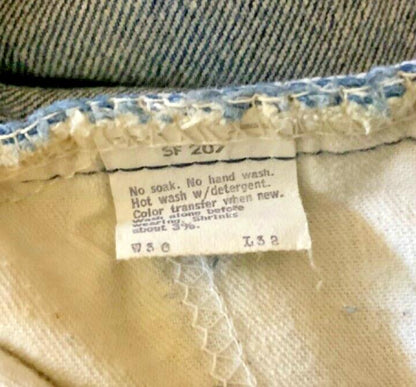 SF 207
No soak. No hand wash.
Hot wash w/detergent.
Color transfer when new.
Wash alone before
wearing. Shrinks
about 3%.
W36 L32